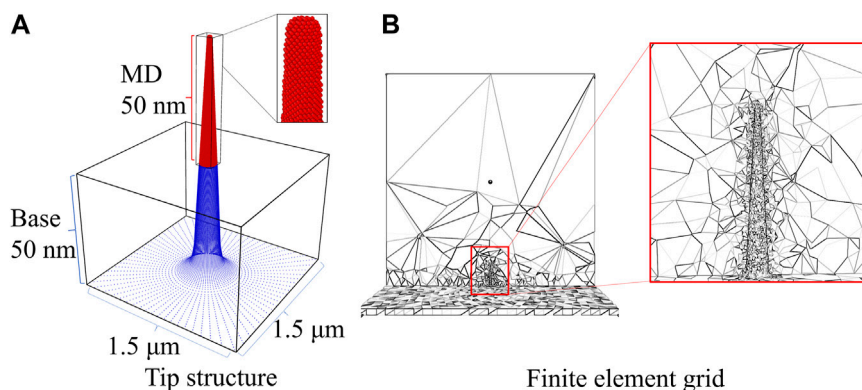 A
B
MD
50 nm
Base
50 nm
1.5 μm
1.5 μm
Tip structure
Finite element grid